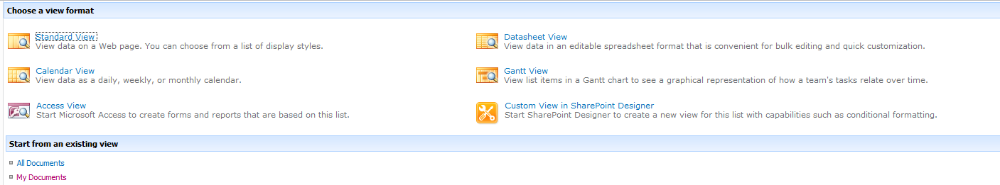 Choose a view format
Standard View
View data on a Web page. You can choose from a list of display styles.
Datasheet View
View data in an editable spreadsheet format that is convenient for bulk editing and quick customization.
Calendar View
View data as a daily, weekly, or monthly calendar.
Gantt View
View list items in a Gantt chart to see a graphical representation of how a team's tasks relate over time.
Access View
Start Microsoft Access to create forms and reports that are based on this list.
Custom View in SharePoint Designer
Start SharePoint Designer to create a new view for this list with capabilities such as conditional formatting.
Start from an existing view
All Documents
My Documents